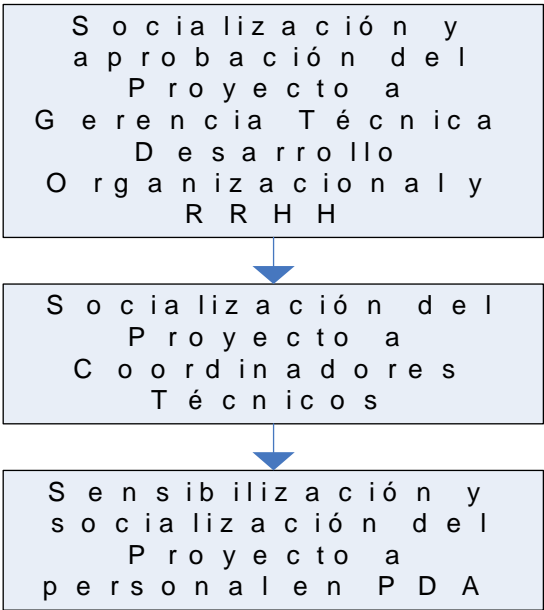 Socialización y
aprobación del
Proyecto a
Gerencia Técnica
Desarrollo
Organizacional y
RRHH
Socialización del
Proyecto a
Coordinadores
Técnicos
Sensibilización y
socialización del
Proyecto a
personal en PDA